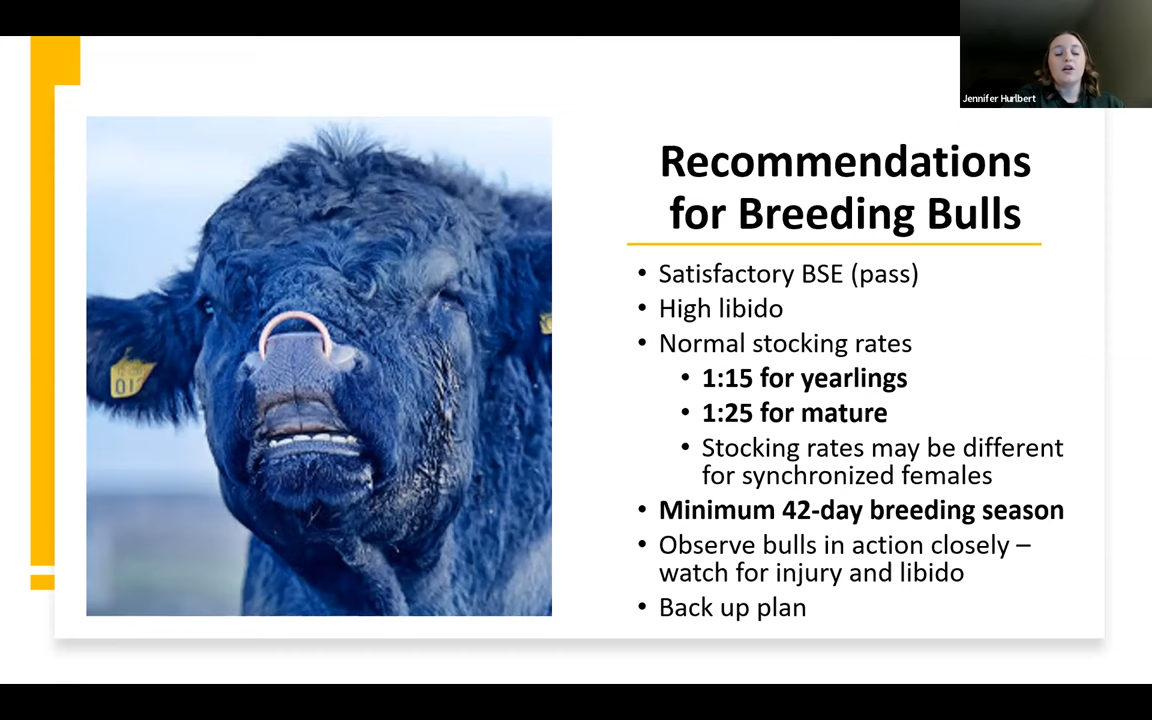 Jennifer Hurlbert
Recommendations
for Breeding Bulls
• Satisfactory BSE (pass)
• High libido
• Normal stocking rates
• 1:15 for yearlings
• 1:25 for mature
• Stocking rates may be different
for synchronized females
• Minimum 42-day breeding season
• Observe bulls in action closely –
watch for injury and libido
• Back up plan